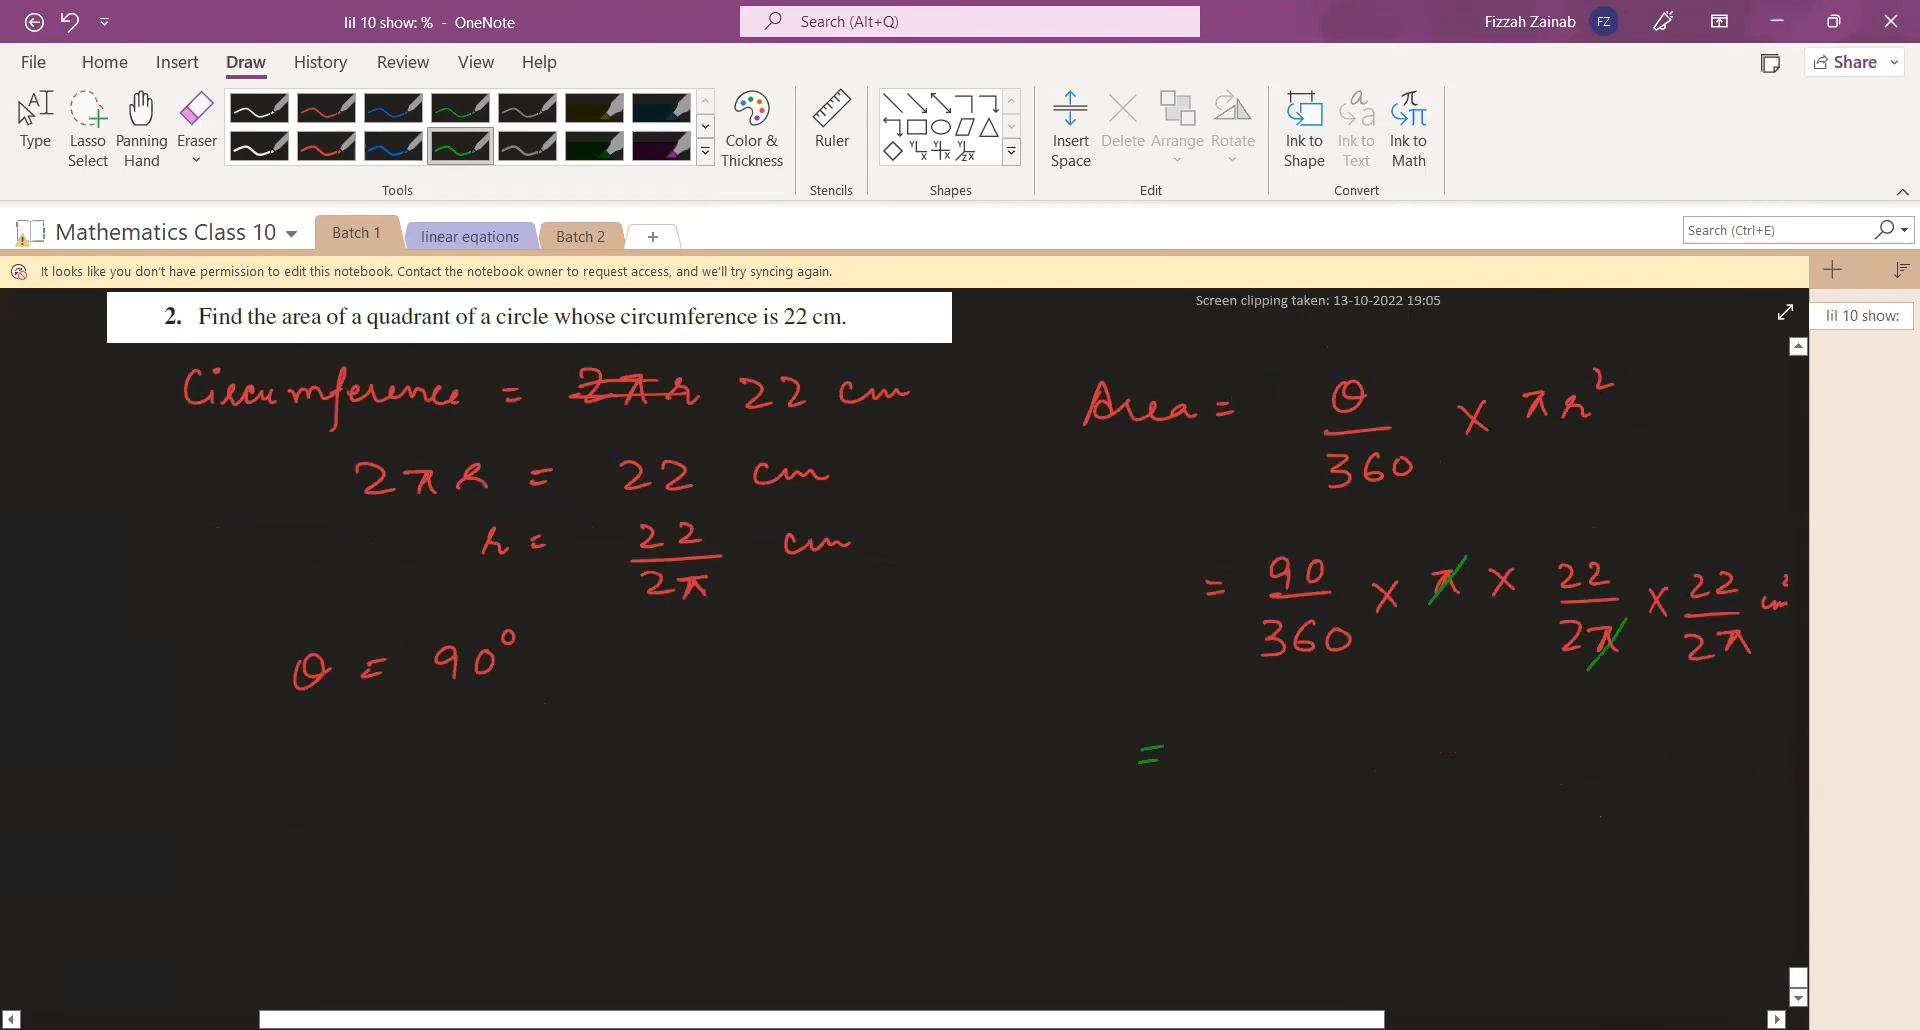 lil 10 show: % - OneNote
Search (Alt+Q)
Fizzah Zainab FZ
File Home Insert Draw History Review View Help
Share
Type
Lasso Select
Panning Hand
Eraser
Color & Thickness
Ruler
Insert Space
Delete
Arrange
Rotate
Ink to Shape
Ink to Text
Ink to Math
Tools Stencils Shapes Edit Convert
Mathematics Class 10 Batch 1 linear eqations Batch 2 +
Search (Ctrl+E)
It looks like you don't have permission to edit this notebook. Contact the notebook owner to request access, and we'll try syncing again.
Screen clipping taken: 13-10-2022 19:05
lil 10 show:
2. Find the area of a quadrant of a circle whose circumference is 22 cm.
Circumference = 2πr 22 cm
2πr = 22 cm
r = 22/2π cm
θ = 90°
Area = θ/360 × πr²
= 90/360 × π × 22/2π × 22/2π cm²
=